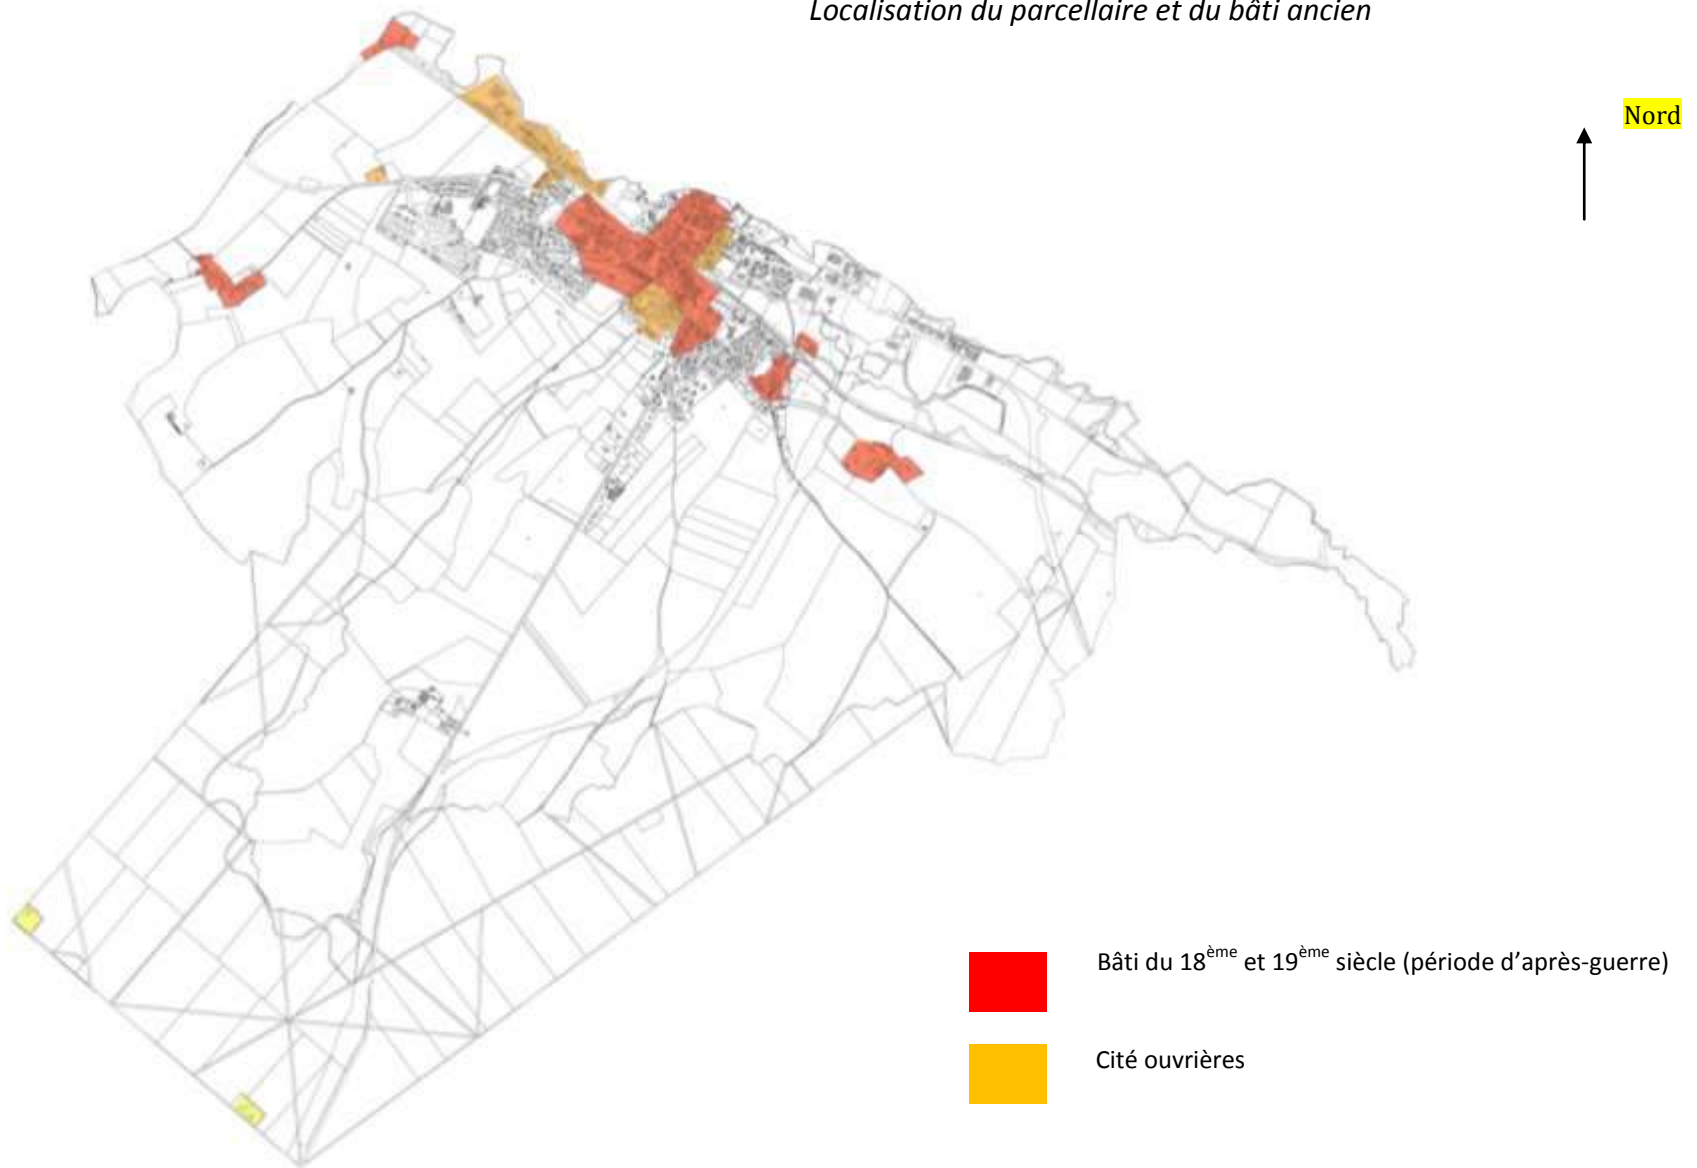 Localisation du parcellaire et du bâti ancien
Nord
Bâti du 18ème et 19ème siècle (période d’après-guerre)
Cité ouvrières